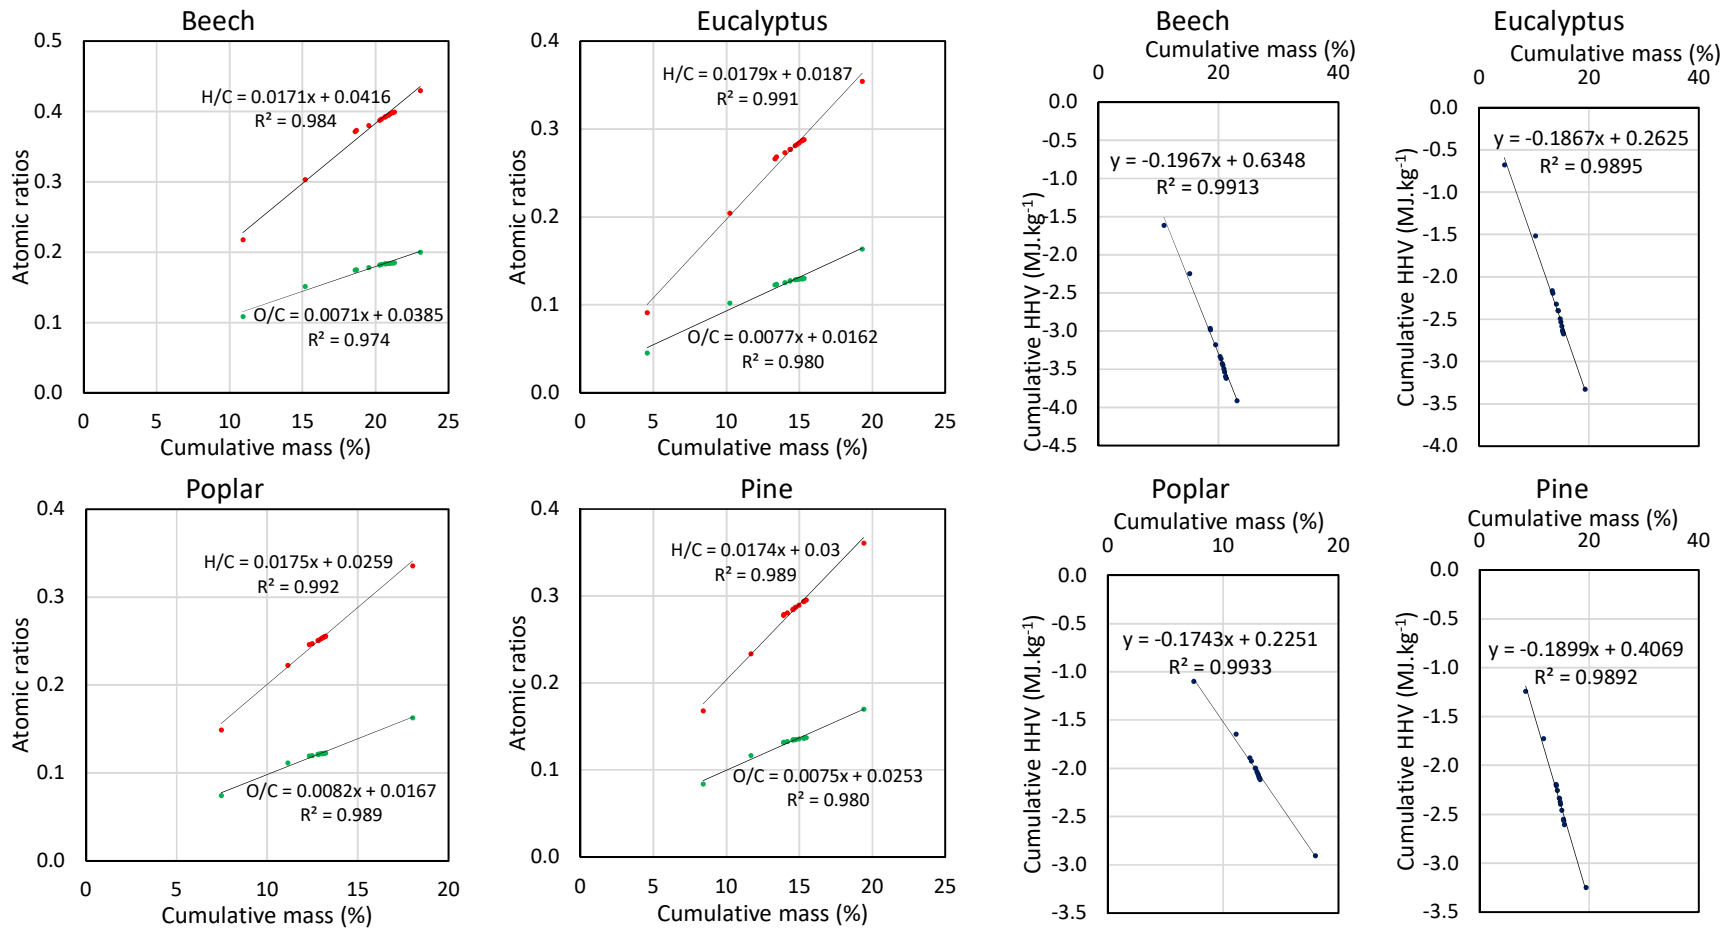 Beech
0.5
0.4
0.3
0.2
0.1
0.0
Atomic ratios
H/C = 0.0171x + 0.0416
R² = 0.984
O/C = 0.0071x + 0.0385
R² = 0.974
0 5 10 15 20 25
Cumulative mass (%)
Eucalyptus
0.4
0.3
0.2
0.1
0.0
Atomic ratios
H/C = 0.0179x + 0.0187
R² = 0.991
O/C = 0.0077x + 0.0162
R² = 0.980
0 5 10 15 20 25
Cumulative mass (%)
Beech
Cumulative mass (%)
0 20 40
0.0
-0.5
-1.0
-1.5
-2.0
-2.5
-3.0
-3.5
-4.0
-4.5
Cumulative HHV (MJ.kg⁻¹)
y = -0.1967x + 0.6348
R² = 0.9913
Eucalyptus
Cumulative mass (%)
0 20 40
0.0
-0.5
-1.0
-1.5
-2.0
-2.5
-3.0
-3.5
-4.0
Cumulative HHV (MJ.kg⁻¹)
y = -0.1867x + 0.2625
R² = 0.9895
Poplar
0.4
0.3
0.2
0.1
0.0
Atomic ratios
H/C = 0.0175x + 0.0259
R² = 0.992
O/C = 0.0082x + 0.0167
R² = 0.989
0 5 10 15 20
Cumulative mass (%)
Pine
0.4
0.3
0.2
0.1
0.0
Atomic ratios
H/C = 0.0174x + 0.03
R² = 0.989
O/C = 0.0075x + 0.0253
R² = 0.980
0 5 10 15 20 25
Cumulative mass (%)
Poplar
Cumulative mass (%)
0 10 20
0.0
-0.5
-1.0
-1.5
-2.0
-2.5
-3.0
-3.5
Cumulative HHV (MJ.kg⁻¹)
y = -0.1743x + 0.2251
R² = 0.9933
Pine
Cumulative mass (%)
0 20 40
0.0
-0.5
-1.0
-1.5
-2.0
-2.5
-3.0
-3.5
Cumulative HHV (MJ.kg⁻¹)
y = -0.1899x + 0.4069
R² = 0.9892